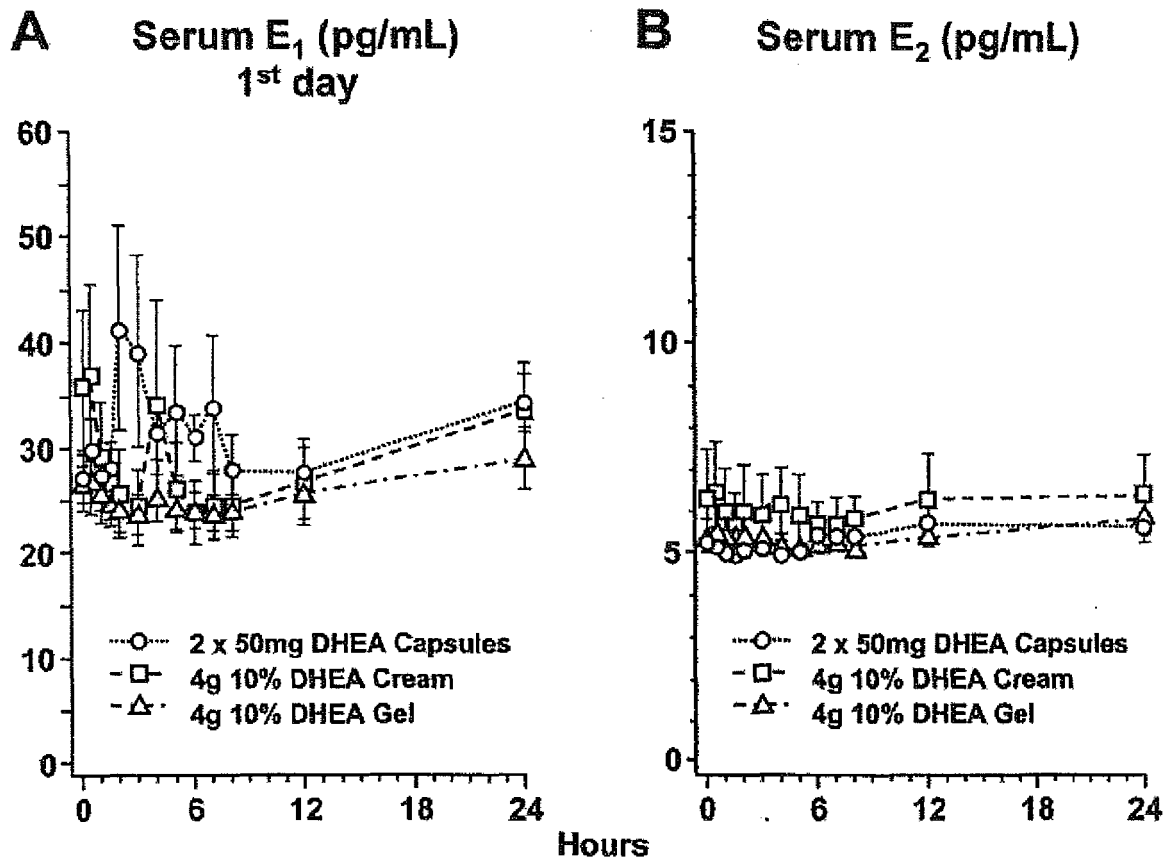 A
Serum E₁ (pg/mL)
1ˢᵗ day
60
50
40
30
20
10
0
2 x 50mg DHEA Capsules
4g 10% DHEA Cream
4g 10% DHEA Gel
0 6 12 18 24
B
Serum E₂ (pg/mL)
15
10
5
0
2 x 50mg DHEA Capsules
4g 10% DHEA Cream
4g 10% DHEA Gel
0 6 12 18 24
Hours